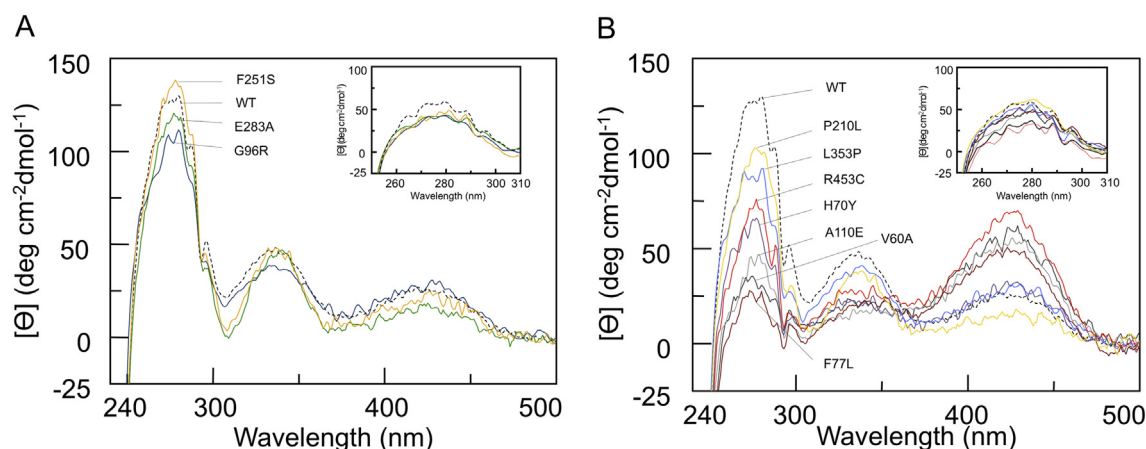 A
150
100
50
0
-25
240
300
400
500
[Θ] (deg cm-2dmol-1)
Wavelength (nm)
F251S
WT
E283A
G96R
100
50
0
-25
260
280
290
310
[Θ](deg cm-2dmol-1)
Wavelength (nm)
B
150
100
50
0
-25
240
300
400
500
[Θ] (deg cm-2dmol-1)
Wavelength (nm)
WT
P210L
L353P
R453C
H70Y
A110E
V60A
F77L
100
50
0
-25
260
280
290
310
[Θ](deg cm-2dmol-1)
Wavelength (nm)